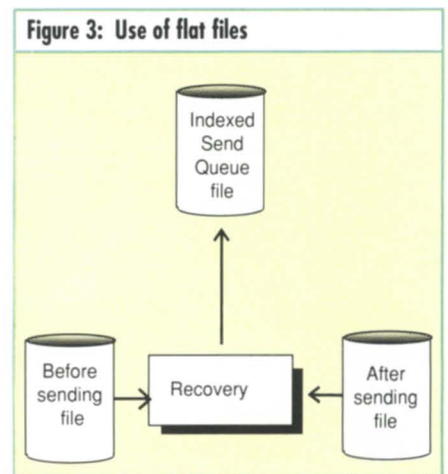 Figure 3: Use of flat files
Indexed
Send
Queue
file
Before
sending
file
Recovery
After
sending
file